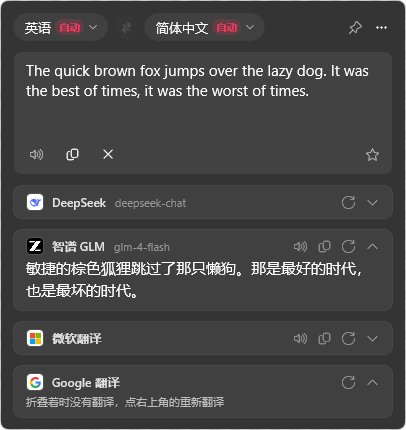 英语 自动 简体中文 自动
The quick brown fox jumps over the lazy dog. It was
the best of times, it was the worst of times.
DeepSeek deepseek-chat
智谱 GLM glm-4-flash
敏捷的棕色狐狸跳过了那只懒狗。那是最好的时代，
也是最坏的时代。
微软翻译
Google 翻译
折叠着时没有翻译，点右上角的重新翻译